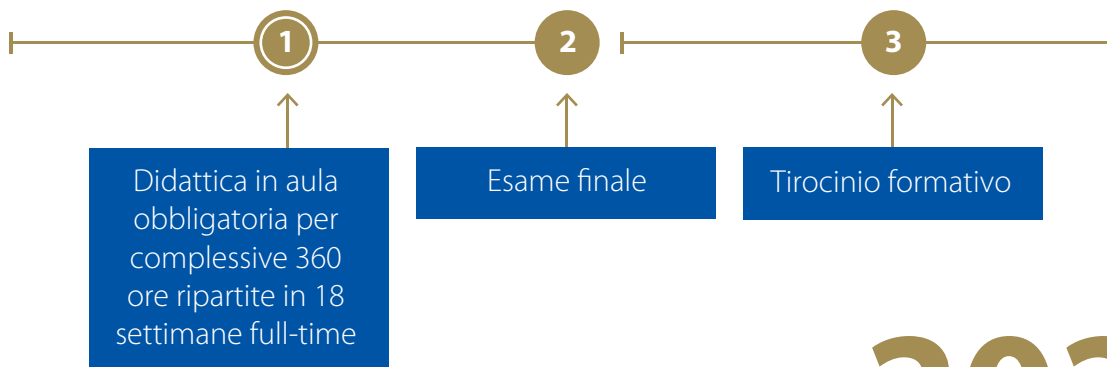 1
2
3
Didattica in aula
obbligatoria per
complessive 360
ore ripartite in 18
settimane full-time
Esame finale
Tirocinio formativo